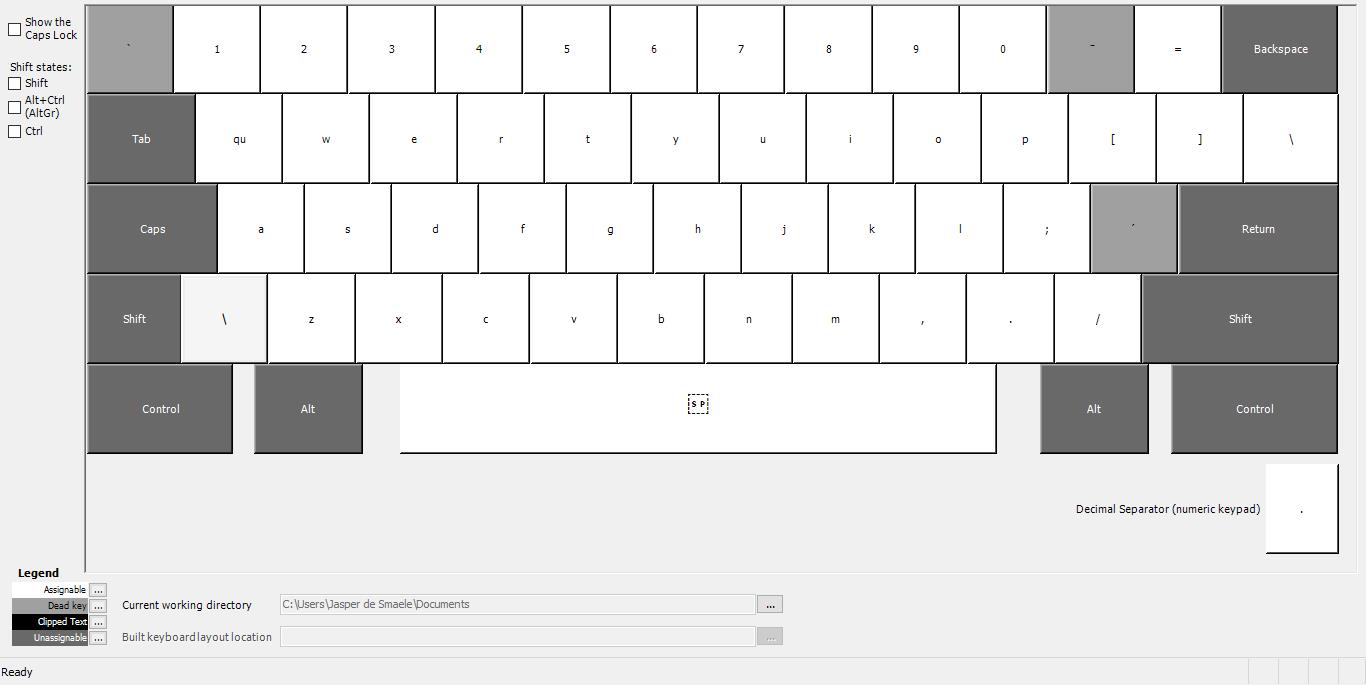 Show the
Caps Lock
Shift states:
Shift
Alt+Ctrl
(AltGr)
Ctrl
` 1 2 3 4 5 6 7 8 9 0 ¯ = Backspace
Tab qu w e r t y u i o p [ ] \
Caps a s d f g h j k l ; ´ Return
Shift \ z x c v b n m , . / Shift
Control Alt SP Alt Control
Decimal Separator (numeric keypad) .
Legend
Assignable ...
Dead key ...
Clipped Text ...
Unassignable ...
Current working directory C:\Users\Jasper de Smaele\Documents ...
Built keyboard layout location ...
Ready